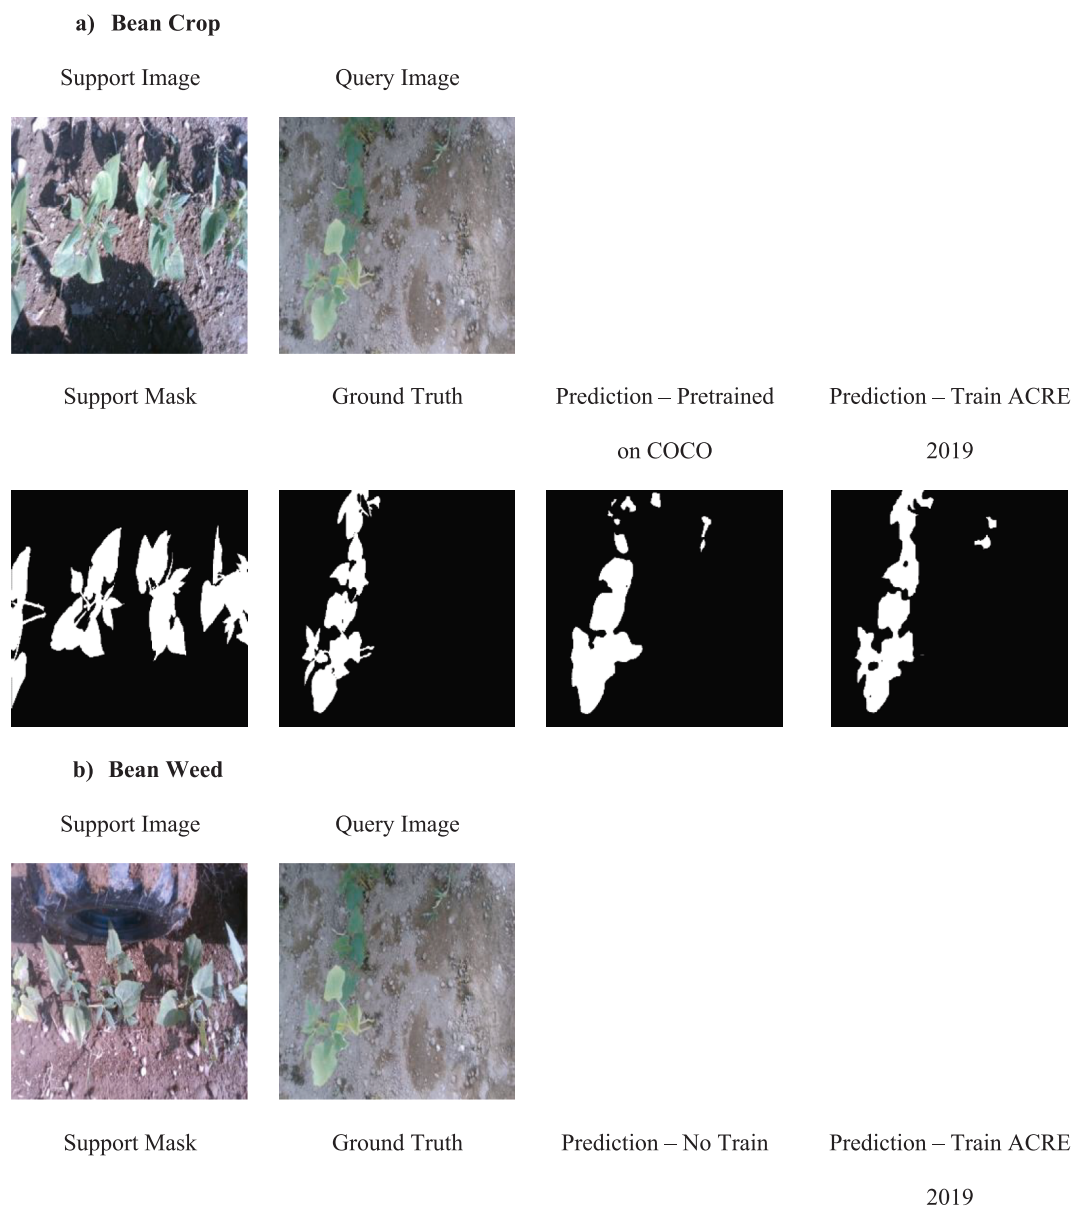 a) Bean Crop
Support Image Query Image
Support Mask Ground Truth Prediction – Pretrained Prediction – Train ACRE
on COCO 2019
b) Bean Weed
Support Image Query Image
Support Mask Ground Truth Prediction – No Train Prediction – Train ACRE
2019